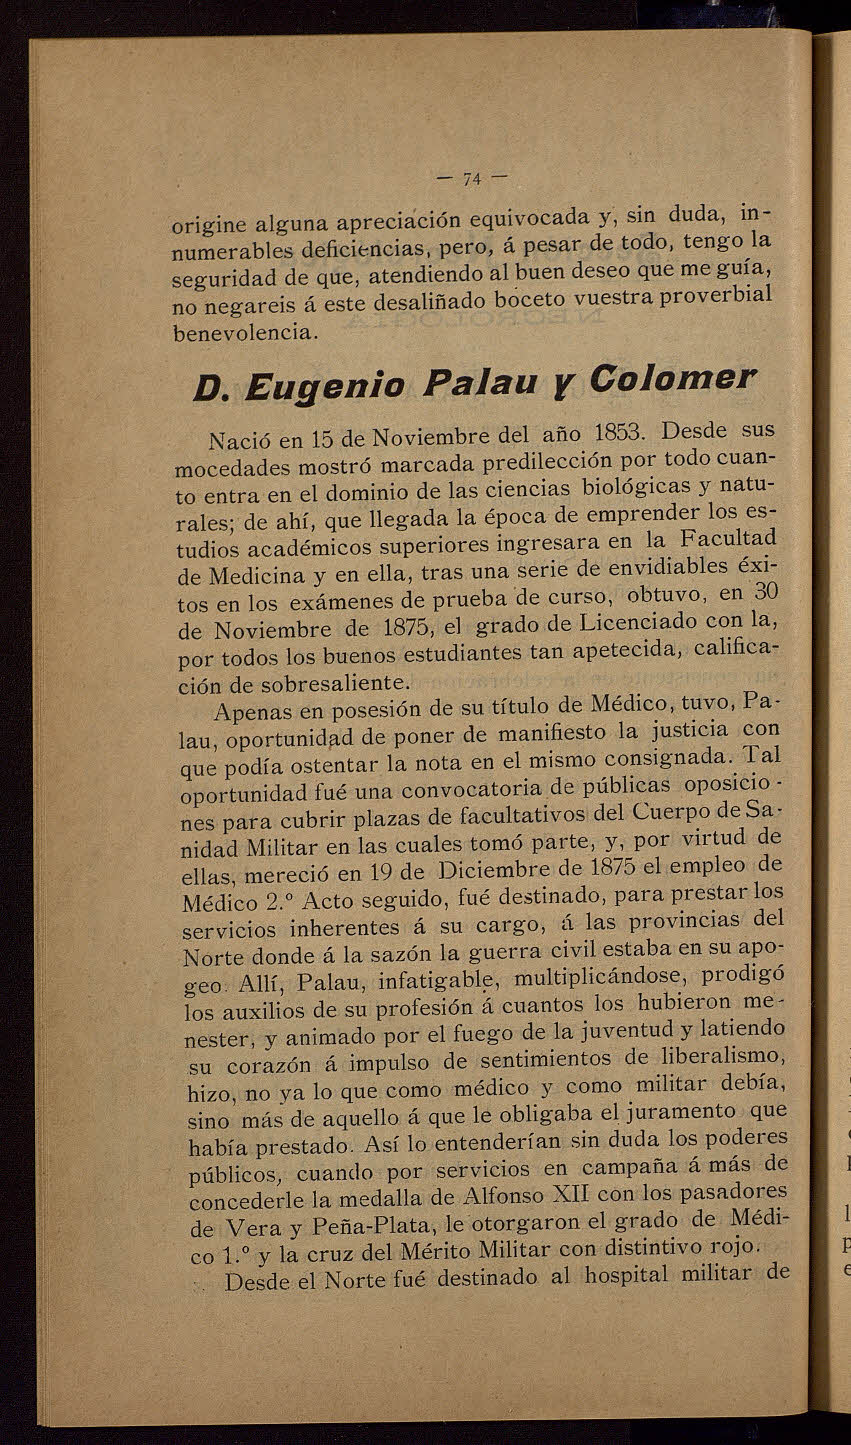 — 74 —
origine alguna apreciación equivocada y, sin duda, in-
numerables deficiencias, pero, á pesar de todo, tengo la
seguridad de que, atendiendo al buen deseo que me guía,
no negareis á este desaliñado boceto vuestra proverbial
benevolencia.
D. Eugenio Palau y Colomer
Nació en 15 de Noviembre del año 1853. Desde sus
mocedades mostró marcada predilección por todo cuan-
to entra en el dominio de las ciencias biológicas y natu-
rales; de ahí, que llegada la época de emprender los es-
tudios académicos superiores ingresara en la Facultad
de Medicina y en ella, tras una serie de envidiables éxi-
tos en los exámenes de prueba de curso, obtuvo, en 30
de Noviembre de 1875, el grado de Licenciado con la,
por todos los buenos estudiantes tan apetecida, califica-
ción de sobresaliente.
Apenas en posesión de su título de Médico, tuvo, Pa-
lau, oportunidad de poner de manifiesto la justicia con
que podía ostentar la nota en el mismo consignada. Tal
oportunidad fué una convocatoria de públicas oposicio-
nes para cubrir plazas de facultativos del Cuerpo de Sa-
nidad Militar en las cuales tomó parte, y, por virtud de
ellas, mereció en 19 de Diciembre de 1875 el empleo de
Médico 2.º Acto seguido, fué destinado, para prestar los
servicios inherentes á su cargo, á las provincias del
Norte donde á la sazón la guerra civil estaba en su apo-
geo. Allí, Palau, infatigable, multiplicándose, prodigó
los auxilios de su profesión á cuantos los hubieron me-
nester, y animado por el fuego de la juventud y latiendo
su corazón á impulso de sentimientos de liberalismo,
hizo, no ya lo que como médico y como militar debía,
sino más de aquello á que le obligaba el juramento que
había prestado. Así lo entenderían sin duda los poderes
públicos, cuando por servicios en campaña á más de
concederle la medalla de Alfonso XII con los pasadores
de Vera y Peña-Plata, le otorgaron el grado de Médi-
co 1.º y la cruz del Mérito Militar con distintivo rojo.
Desde el Norte fué destinado al hospital militar de